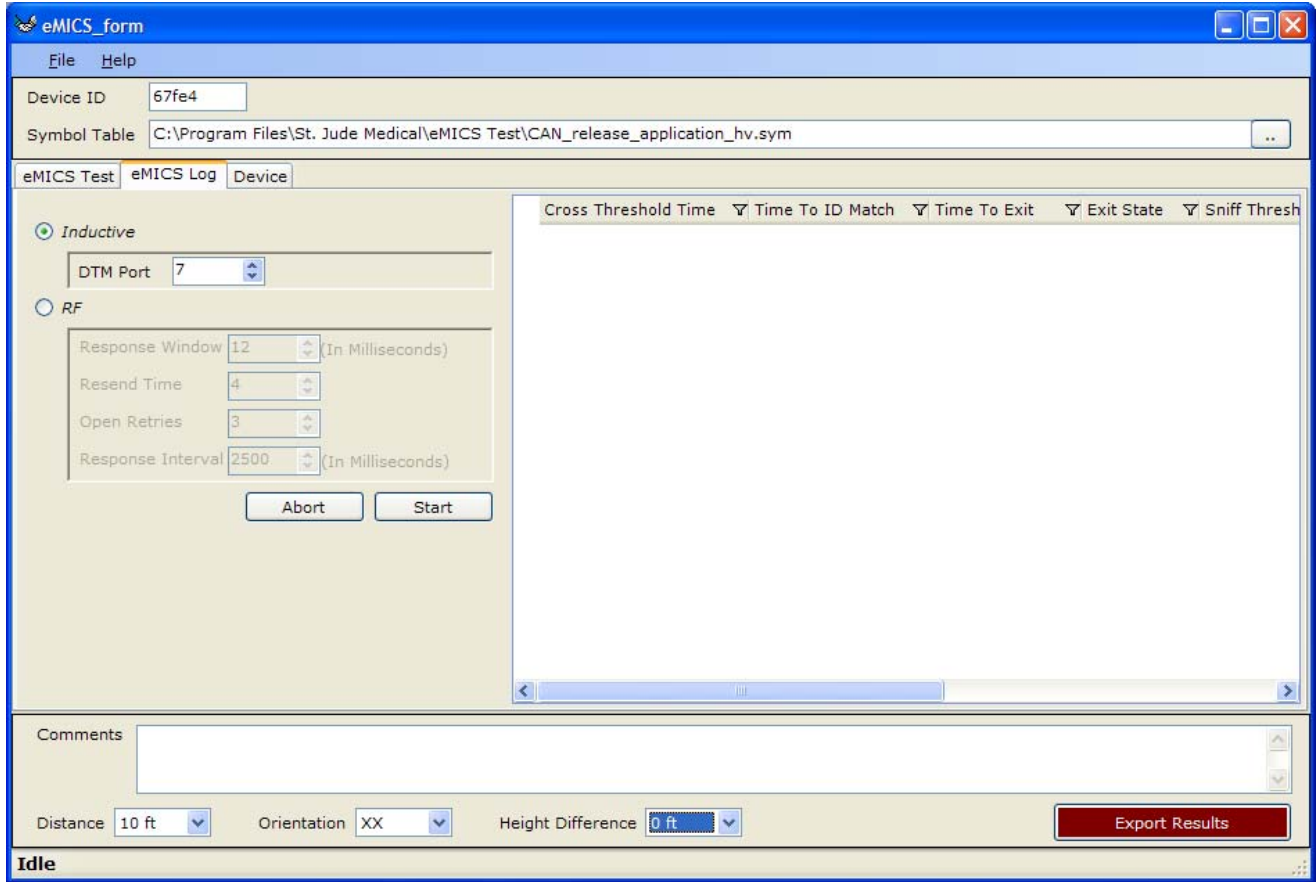 eMICS_form
File Help
Device ID 67fe4
Symbol Table C:\Program Files\St. Jude Medical\eMICS Test\CAN_release_application_hv.sym ..
eMICS Test eMICS Log Device
Inductive
DTM Port 7
RF
Response Window 12 (In Milliseconds)
Resend Time 4
Open Retries 3
Response Interval 2500 (In Milliseconds)
Abort Start
Cross Threshold Time Time To ID Match Time To Exit Exit State Sniff Thresh
Comments
Distance 10 ft Orientation XX Height Difference 0 ft Export Results
Idle